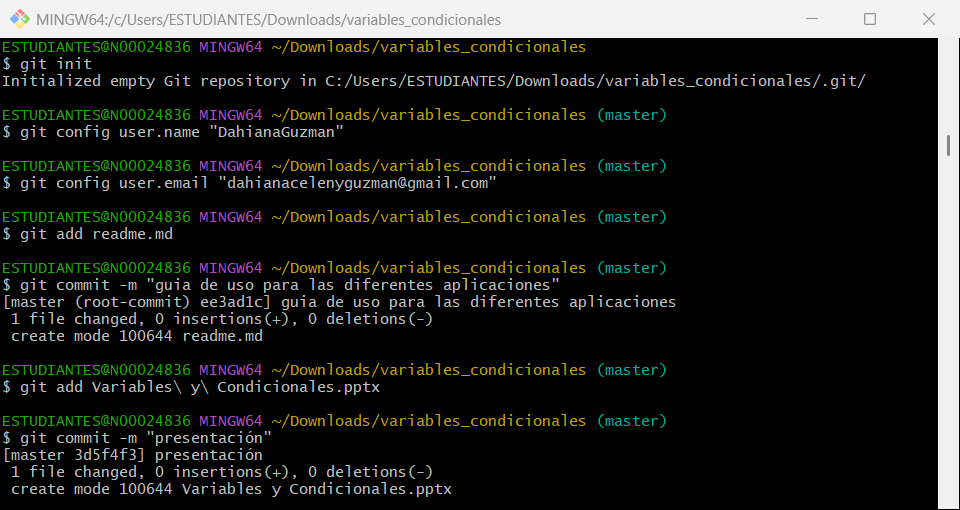 MINGW64:/c/Users/ESTUDIANTES/Downloads/variables_condicionales
ESTUDIANTES@N00024836 MINGW64 ~/Downloads/variables_condicionales
$ git init
Initialized empty Git repository in C:/Users/ESTUDIANTES/Downloads/variables_condicionales/.git/
ESTUDIANTES@N00024836 MINGW64 ~/Downloads/variables_condicionales (master)
$ git config user.name "DahianaGuzman"
ESTUDIANTES@N00024836 MINGW64 ~/Downloads/variables_condicionales (master)
$ git config user.email "dahianacelenyguzman@gmail.com"
ESTUDIANTES@N00024836 MINGW64 ~/Downloads/variables_condicionales (master)
$ git add readme.md
ESTUDIANTES@N00024836 MINGW64 ~/Downloads/variables_condicionales (master)
$ git commit -m "guia de uso para las diferentes aplicaciones"
[master (root-commit) ee3ad1c] guia de uso para las diferentes aplicaciones
 1 file changed, 0 insertions(+), 0 deletions(-)
 create mode 100644 readme.md
ESTUDIANTES@N00024836 MINGW64 ~/Downloads/variables_condicionales (master)
$ git add Variables\ y\ Condicionales.pptx
ESTUDIANTES@N00024836 MINGW64 ~/Downloads/variables_condicionales (master)
$ git commit -m "presentación"
[master 3d5f4f3] presentación
 1 file changed, 0 insertions(+), 0 deletions(-)
 create mode 100644 Variables y Condicionales.pptx